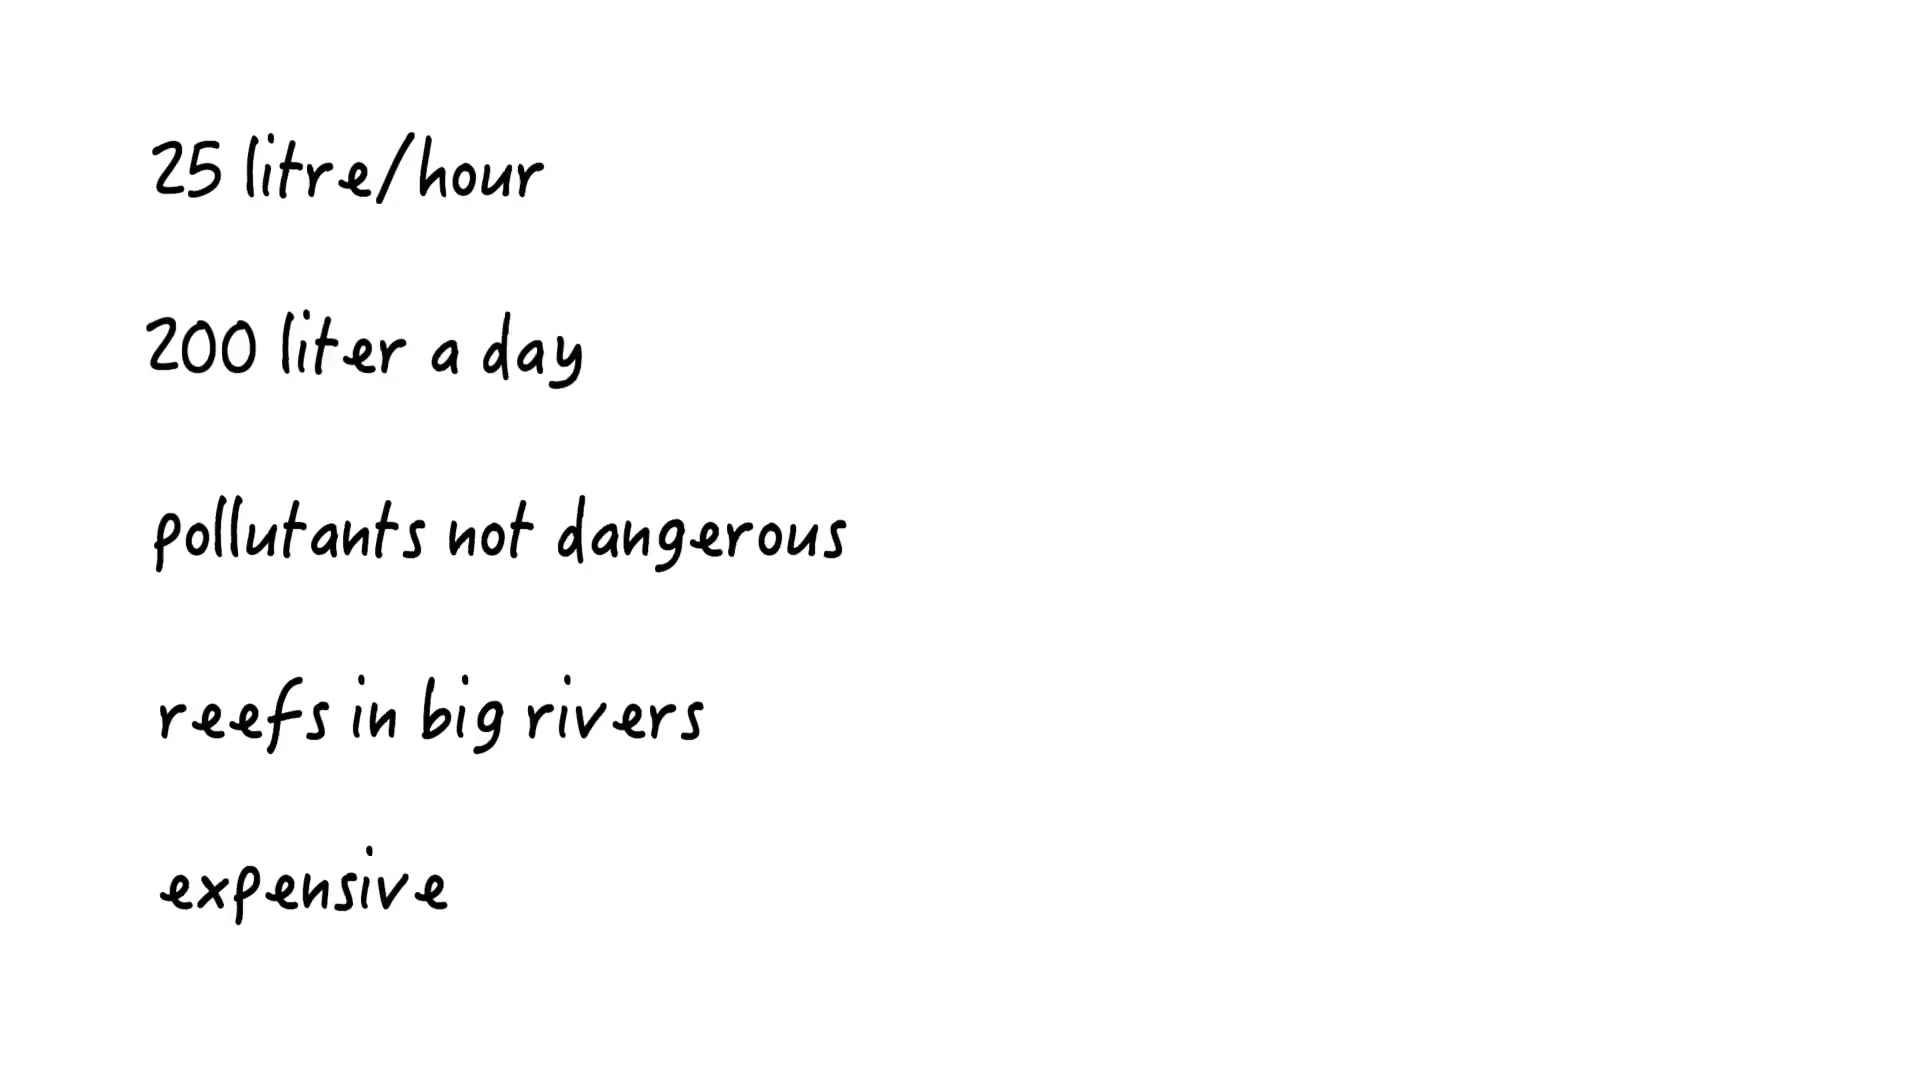 25 litre/hour
200 liter a day
pollutants not dangerous
reefs in big rivers
expensive